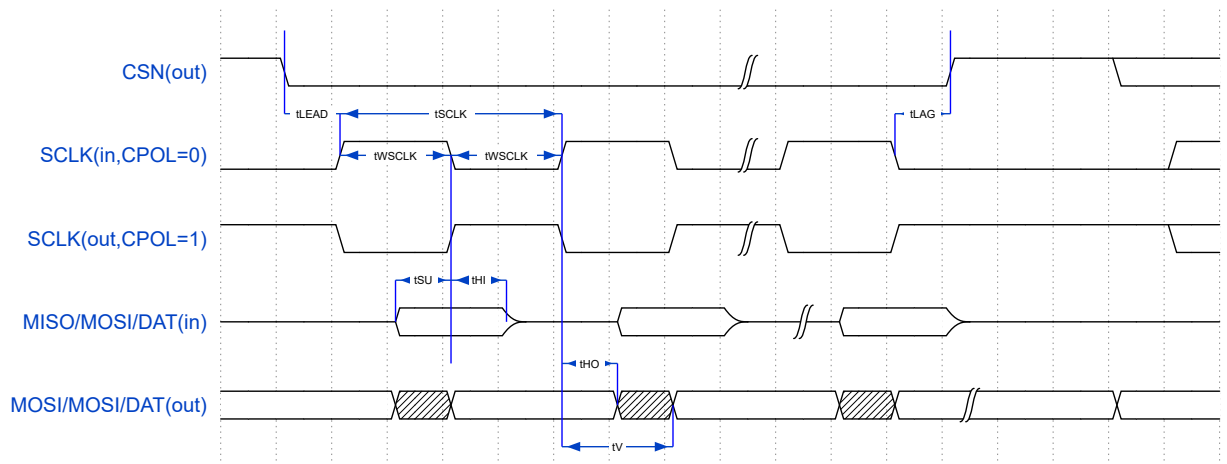 CSN(out)
tLEAD
tSCLK
tLAG
SCLK(in,CPOL=0)
tWSCLK
tWSCLK
SCLK(out,CPOL=1)
tSU
tHI
MISO/MOSI/DAT(in)
tHO
MOSI/MOSI/DAT(out)
tV